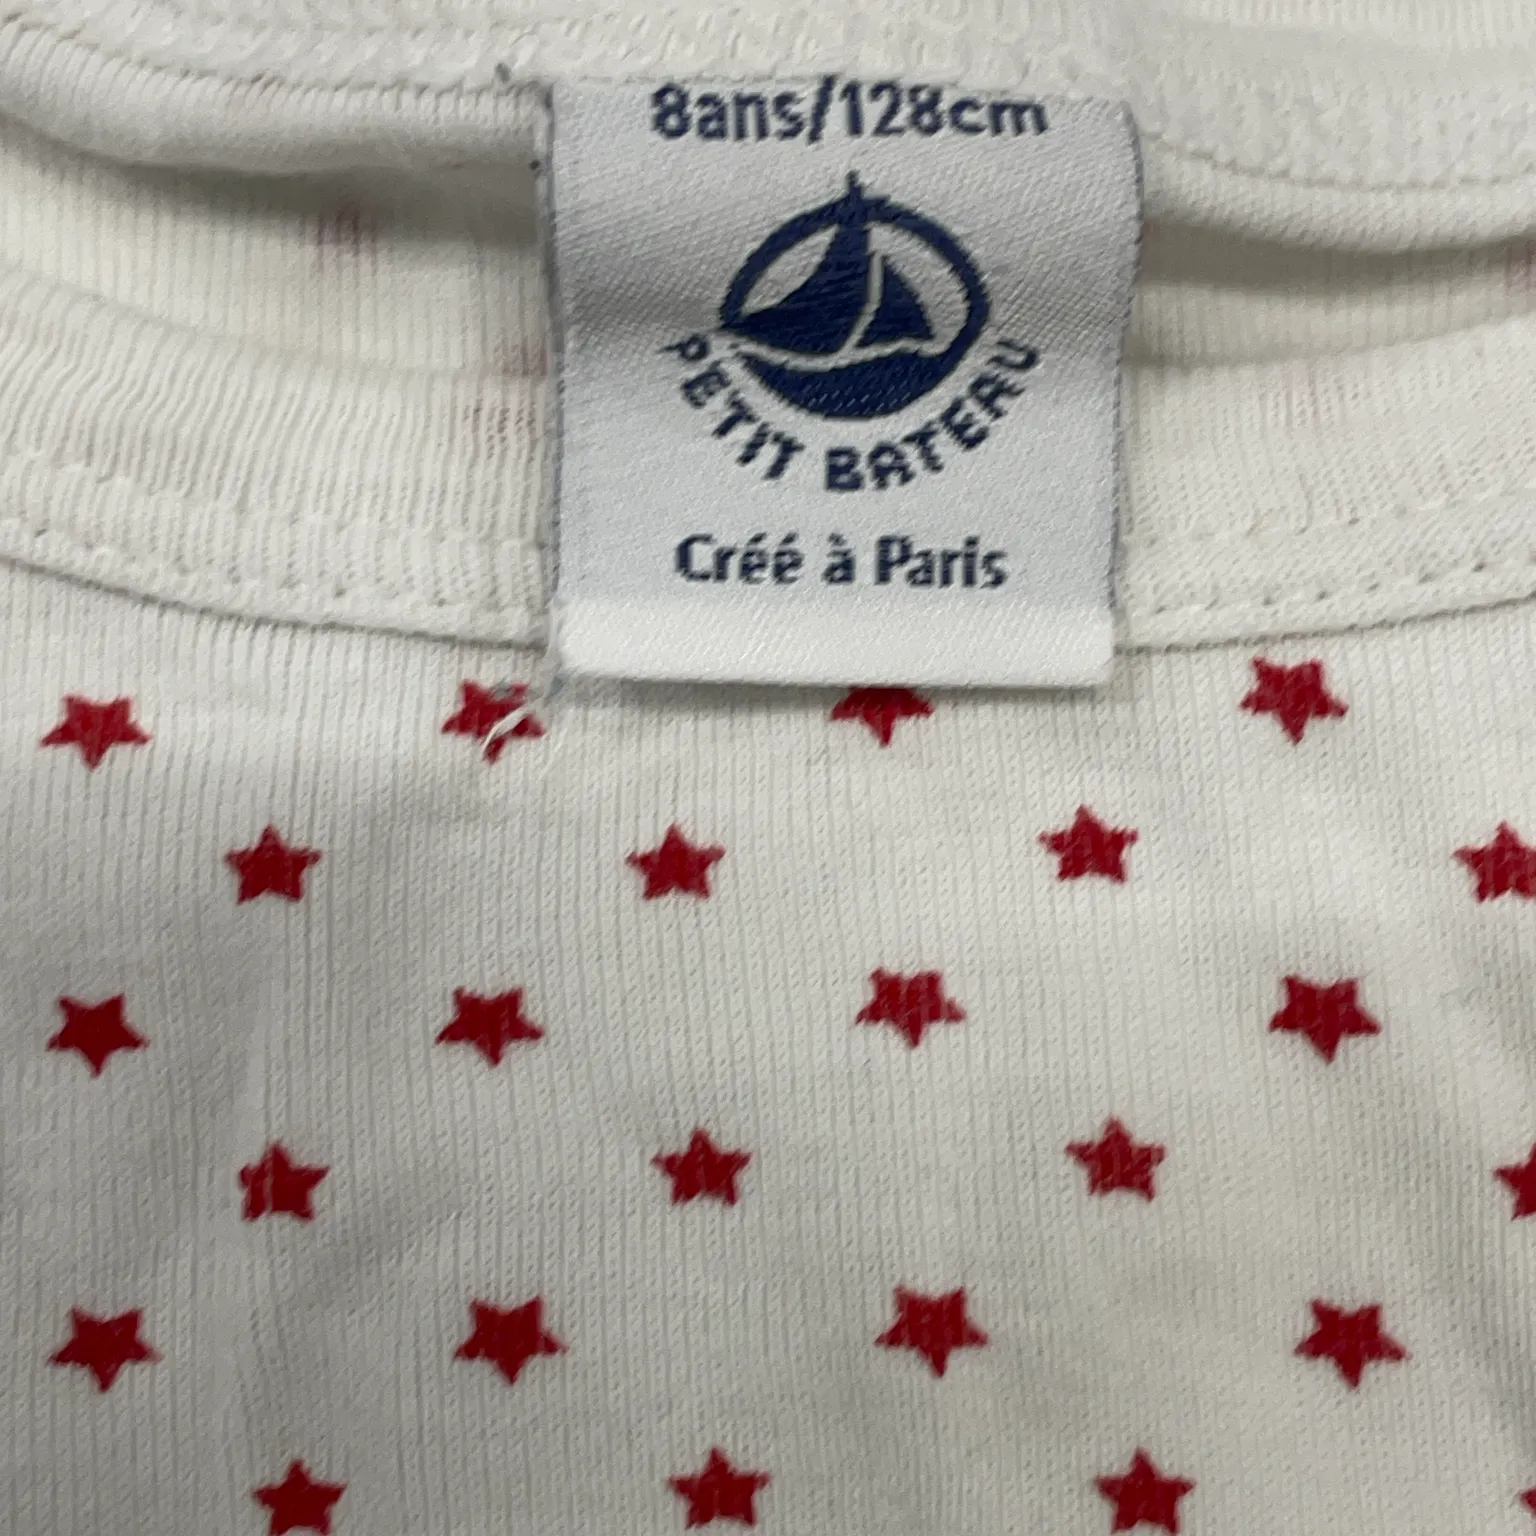 8ans/128cm
PETIT BATEAU
Créé à Paris